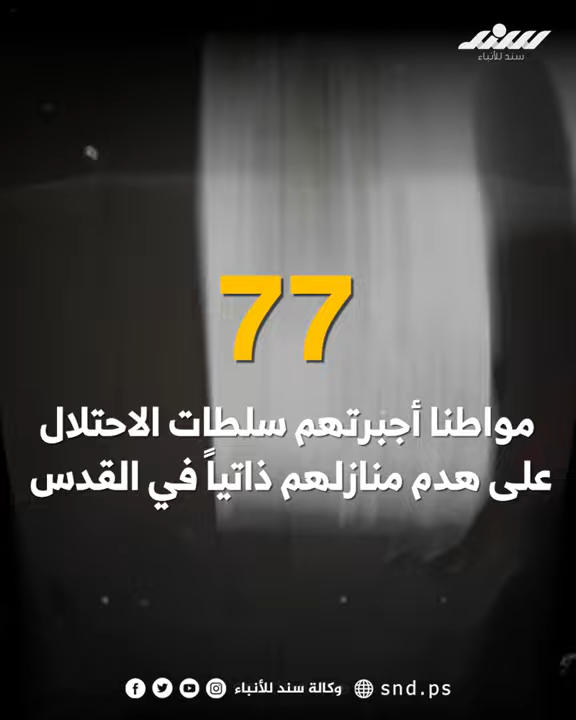 سند
سند للأنباء
77
مواطنا أجبرتهم سلطات الاحتلال
على هدم منازلهم ذاتياً في القدس
وكالة سند للأنباء snd.ps